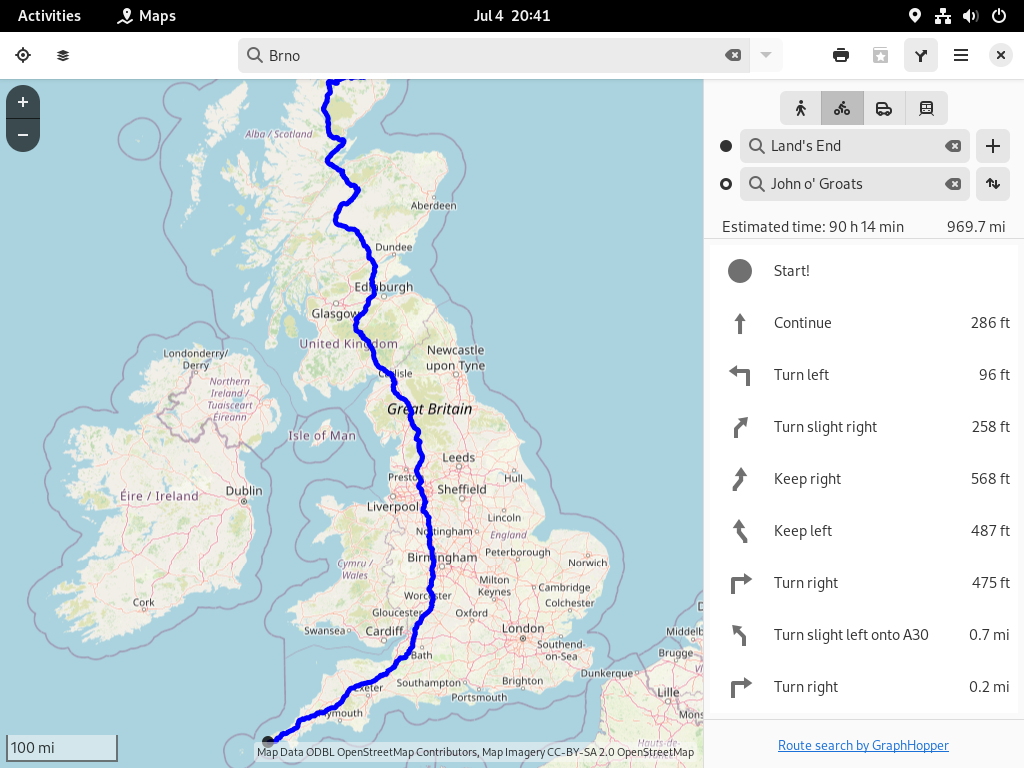 Activities
Maps
Jul 4 20:41
Brno
Land's End
John o' Groats
Estimated time: 90 h 14 min
969.7 mi
Start!
Continue
286 ft
Turn left
96 ft
Turn slight right
258 ft
Keep right
568 ft
Keep left
487 ft
Turn right
475 ft
Turn slight left onto A30
0.7 mi
Turn right
0.2 mi
Route search by GraphHopper
+
−
Alba / Scotland
Aberdeen
Dundee
Edinburgh
Glasgow
United Kingdom
Londonderry/
Derry
Newcastle
upon Tyne
Northern
Ireland /
Tuaisceart
Éireann
Great Britain
Isle of Man
Leeds
Hull
Sheffield
Éire / Ireland
Dublin
Liverpool
Lincoln
Nottingham
England
Birmingham
Peterborough
Norwich
Cymru /
Wales
Milton
Keynes
Cambridge
Colchester
Cork
Worcester
Gloucester
Oxford
Swansea
Cardiff
London
Bath
Southend-
on-Sea
Middelb
Brugge
Dunkerque
Exeter
Southampton
Brighton
Portsmouth
Lille
Mons
Hauts-de-
100 mi
Map Data ODBL OpenStreetMap Contributors, Map Imagery CC-BY-SA 2.0 OpenStreetMap